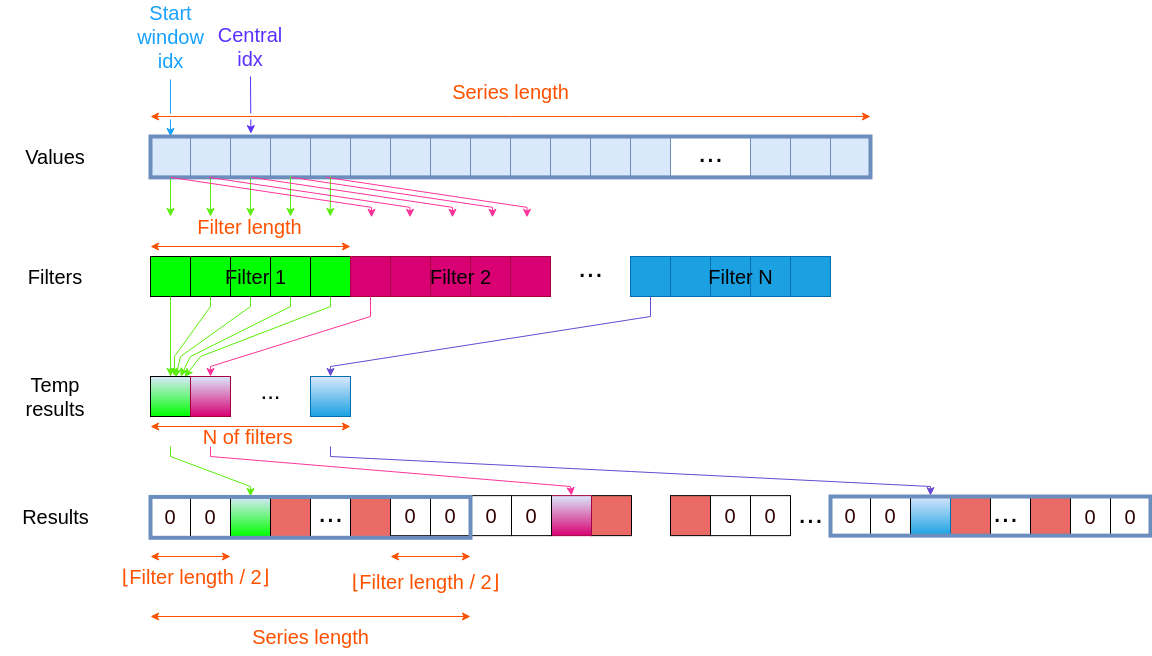 Start
window
idx
Central
idx
Series length
Values
...
Filter length
Filters
Filter 1
Filter 2
...
Filter N
Temp
results
...
N of filters
Results
0 0 ... 0 0 0 0 0 0 ... 0 0 ... 0 0
⌊Filter length / 2⌋
⌊Filter length / 2⌋
Series length